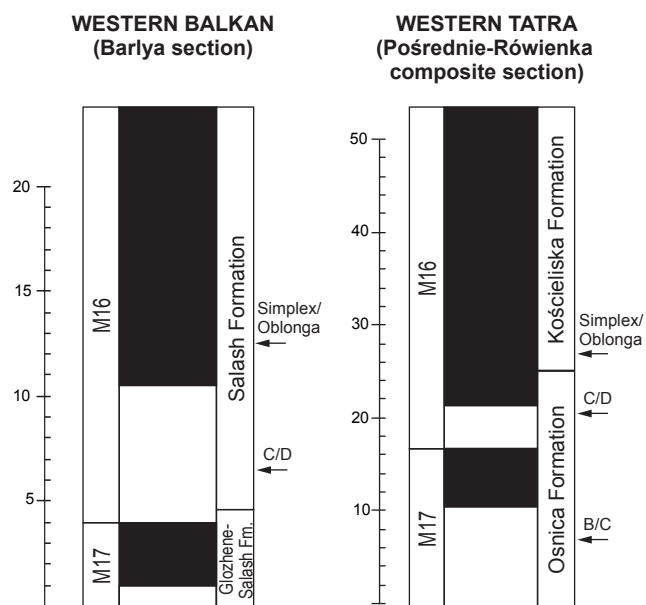 WESTERN BALKAN
(Barlya section)
20
15
10
5
M16
M17
Salash Formation
Glozhene-
Salash Fm.
Simplex/
Oblonga
C/D
WESTERN TATRA
(Pośrednie-Rówienka
composite section)
50
40
30
20
10
M16
M17
Kościeliska Formation
Osnica Formation
Simplex/
Oblonga
C/D
B/C